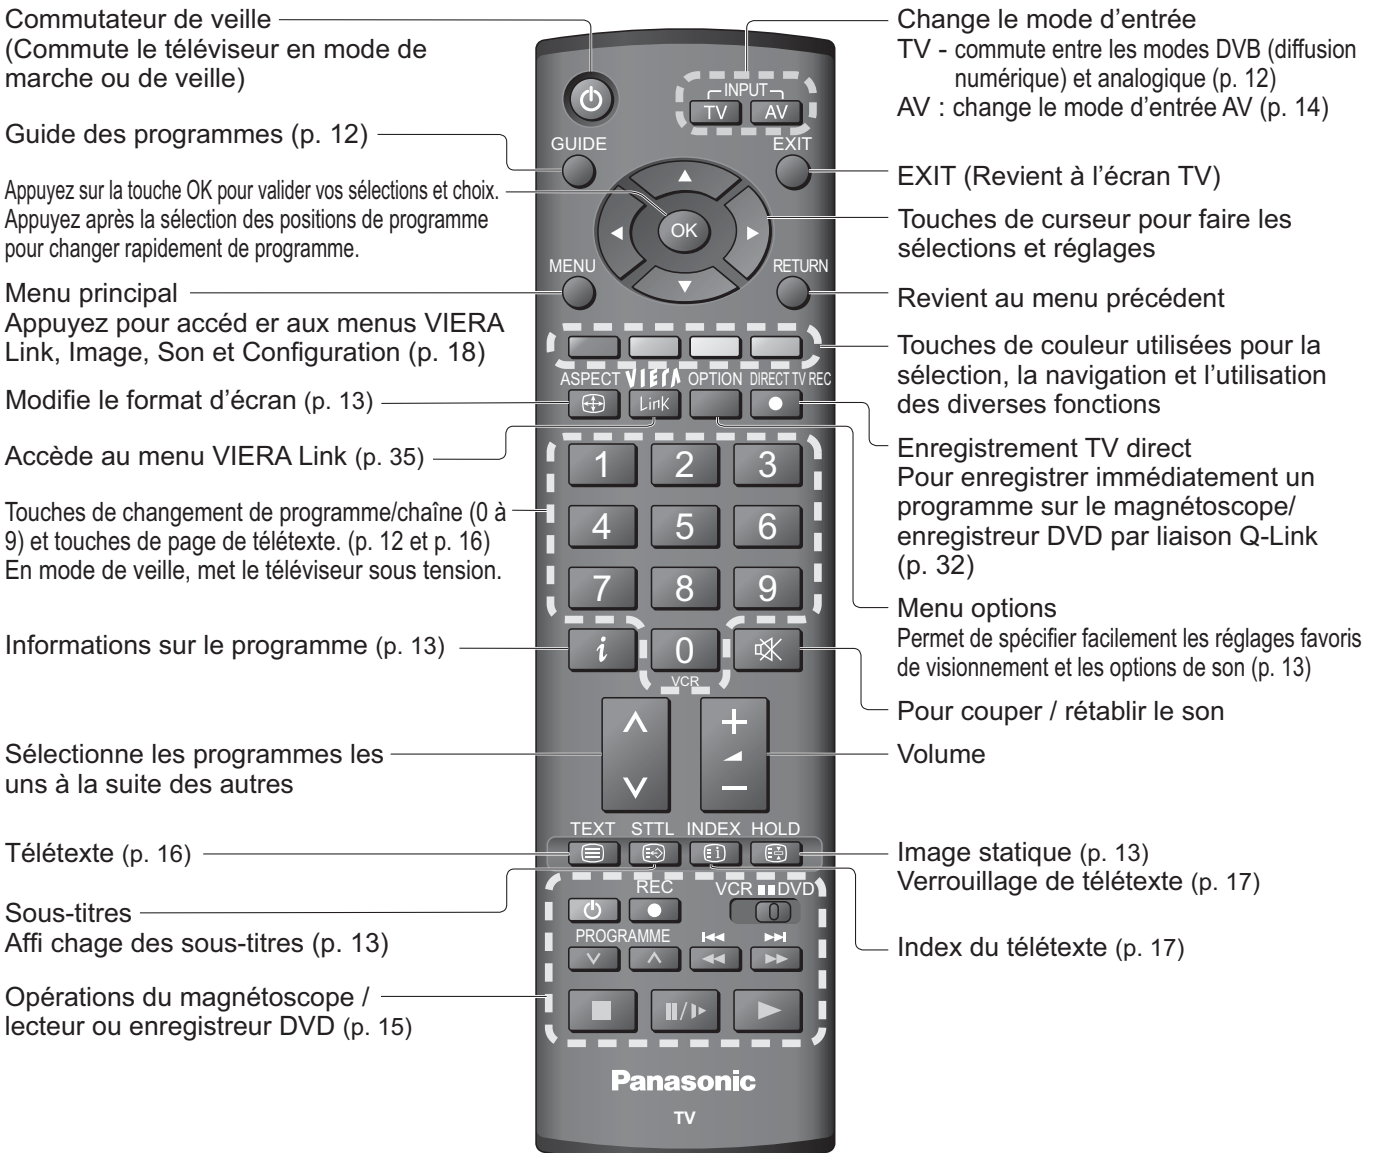 Commutateur de veille
(Commute le téléviseur en mode de
marche ou de veille)
Guide des programmes (p. 12)
Appuyez sur la touche OK pour valider vos sélections et choix.
Appuyez après la sélection des positions de programme
pour changer rapidement de programme.
Menu principal
Appuyez pour accéd er aux menus VIERA
Link, Image, Son et Configuration (p. 18)
Modifie le format d'écran (p. 13)
Accède au menu VIERA Link (p. 35)
Touches de changement de programme/chaîne (0 à
9) et touches de page de télétexte. (p. 12 et p. 16)
En mode de veille, met le téléviseur sous tension.
Informations sur le programme (p. 13)
Sélectionne les programmes les
uns à la suite des autres
Télétexte (p. 16)
Sous-titres
Affi chage des sous-titres (p. 13)
Opérations du magnétoscope /
lecteur ou enregistreur DVD (p. 15)
INPUT
TV AV
GUIDE EXIT
OK
MENU RETURN
ASPECT VIERA OPTION DIRECT TV REC
Link
1 2 3
4 5 6
7 8 9
i 0
VCR
TEXT STTL INDEX HOLD
REC VCR DVD
PROGRAMME
Panasonic
TV
Change le mode d'entrée
TV - commute entre les modes DVB (diffusion
numérique) et analogique (p. 12)
AV : change le mode d'entrée AV (p. 14)
EXIT (Revient à l'écran TV)
Touches de curseur pour faire les
sélections et réglages
Revient au menu précédent
Touches de couleur utilisées pour la
sélection, la navigation et l'utilisation
des diverses fonctions
Enregistrement TV direct
Pour enregistrer immédiatement un
programme sur le magnétoscope/
enregistreur DVD par liaison Q-Link
(p. 32)
Menu options
Permet de spécifier facilement les réglages favoris
de visionnement et les options de son (p. 13)
Pour couper / rétablir le son
Volume
Image statique (p. 13)
Verrouillage de télétexte (p. 17)
Index du télétexte (p. 17)